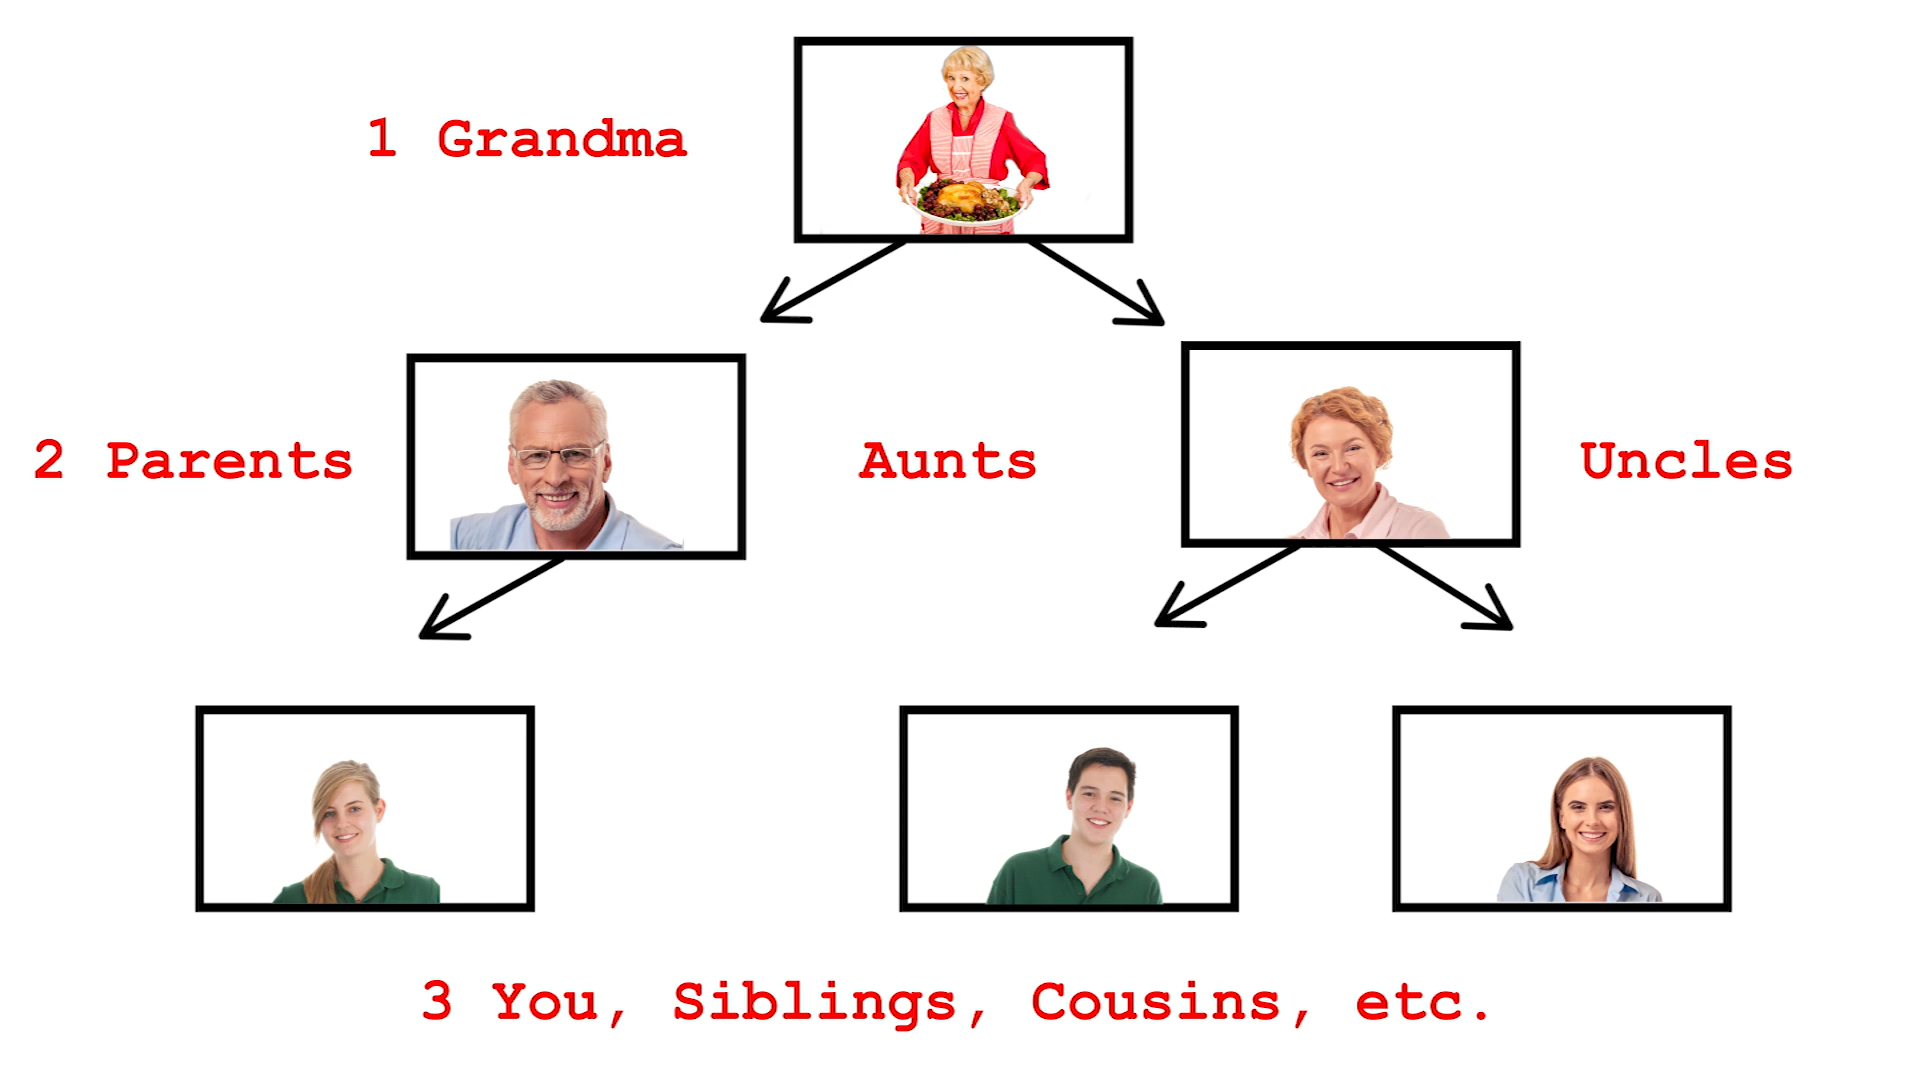 1 Grandma
2 Parents Aunts Uncles
3 You, Siblings, Cousins, etc.